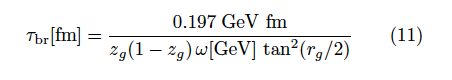 τ_br[fm] = 0.197 GeV fm / z_g(1 − z_g) ω[GeV] tan²(r_g/2) (11)